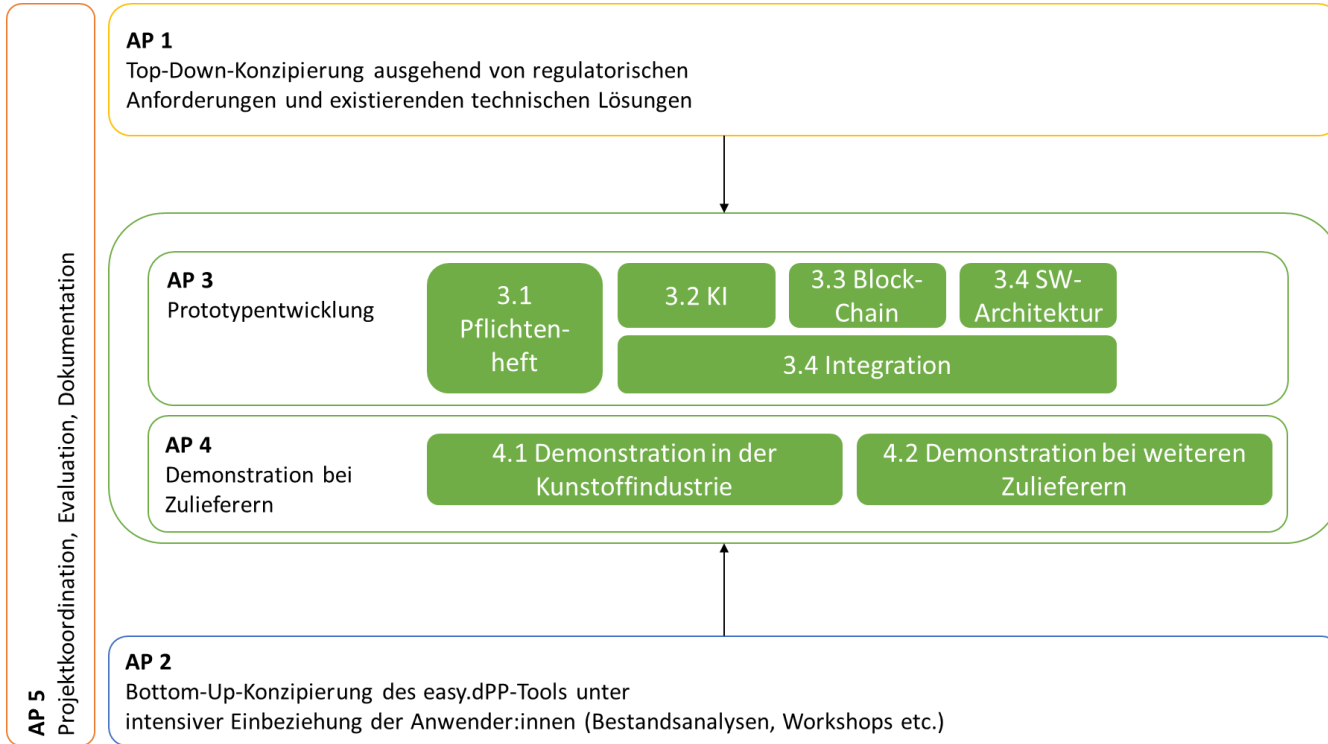 AP 1
Top-Down-Konzipierung ausgehend von regulatorischen
Anforderungen und existierenden technischen Lösungen
AP 3
Prototypentwicklung
3.1
Pflichten-
heft
3.2 KI
3.3 Block-
Chain
3.4 SW-
Architektur
3.4 Integration
AP 4
Demonstration bei
Zulieferern
4.1 Demonstration in der
Kunstoffindustrie
4.2 Demonstration bei weiteren
Zulieferern
AP 2
Bottom-Up-Konzipierung des easy.dPP-Tools unter
intensiver Einbeziehung der Anwender:innen (Bestandsanalysen, Workshops etc.)
AP 5
Projektkoordination, Evaluation, Dokumentation